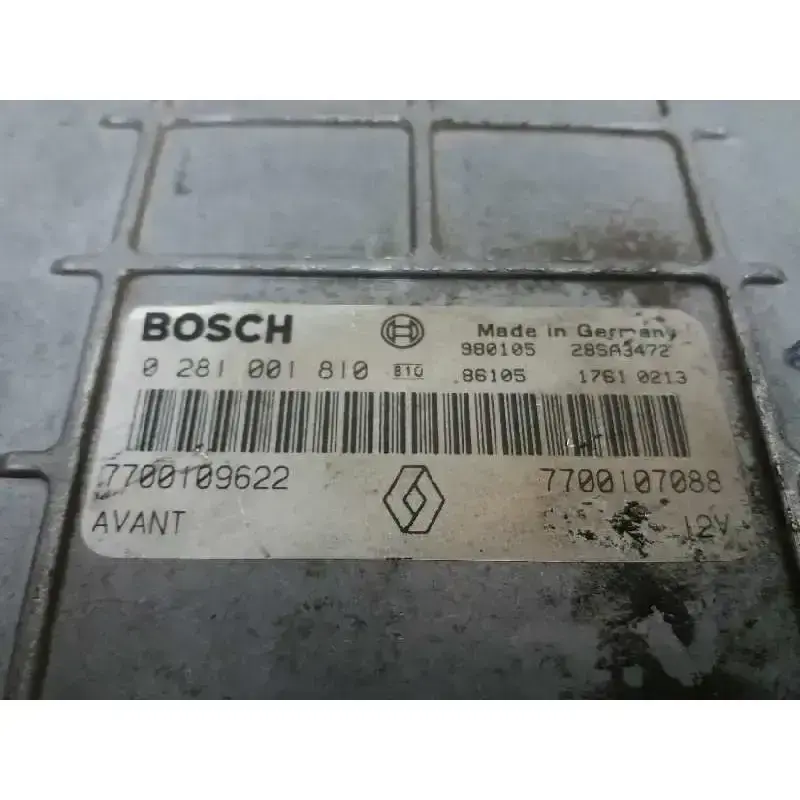 BOSCH Made in Germany
980105 28SA3472
0 281 001 810 810 86105 1761 0213
7700109622 7700107088
AVANT 12V